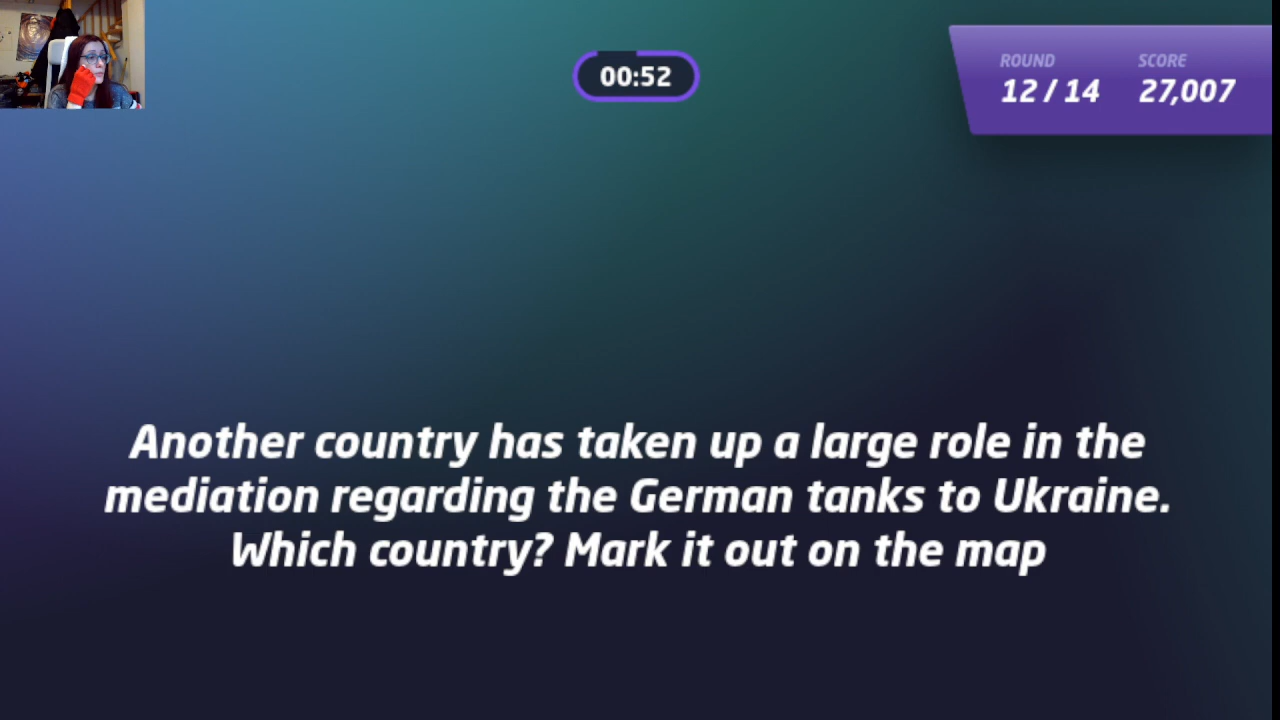 00:52
ROUND SCORE
12 / 14 27,007
Another country has taken up a large role in the
mediation regarding the German tanks to Ukraine.
Which country? Mark it out on the map